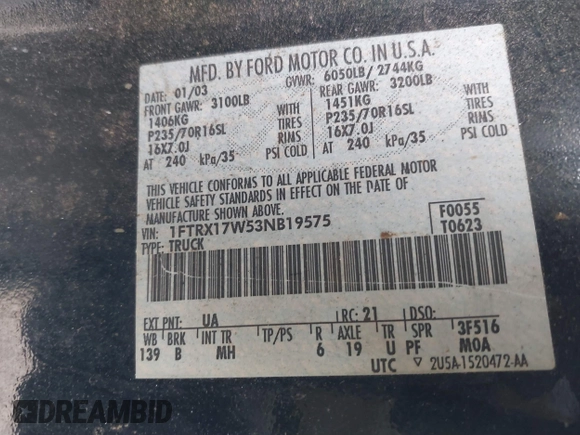 MFD. BY FORD MOTOR CO. IN U.S.A.
DATE: 01/03 GVWR: 6050LB/ 2744KG
FRONT GAWR: 3100LB REAR GAWR: 3200LB
1406KG WITH 1451KG WITH
P235/70R16SL TIRES P235/70R16SL TIRES
16X7.0J RIMS 16X7.0J RIMS
AT 240 kPa/35 PSI COLD AT 240 kPa/35 PSI COLD
THIS VEHICLE CONFORMS TO ALL APPLICABLE FEDERAL MOTOR
VEHICLE SAFETY STANDARDS IN EFFECT ON THE DATE OF MANUFACTURE
SHOWN ABOVE.
VIN: 1FTRX17W53NB19575 F0055
TYPE: TRUCK T0623
EXT PNT: UA RC: 21 DSO:
WB BRK INT TR TP/PS R AXLE TR SPR 3F516
139 B MH 6 19 U PF M0A
UTC 2U5A-1520472-AA
DREAMBID